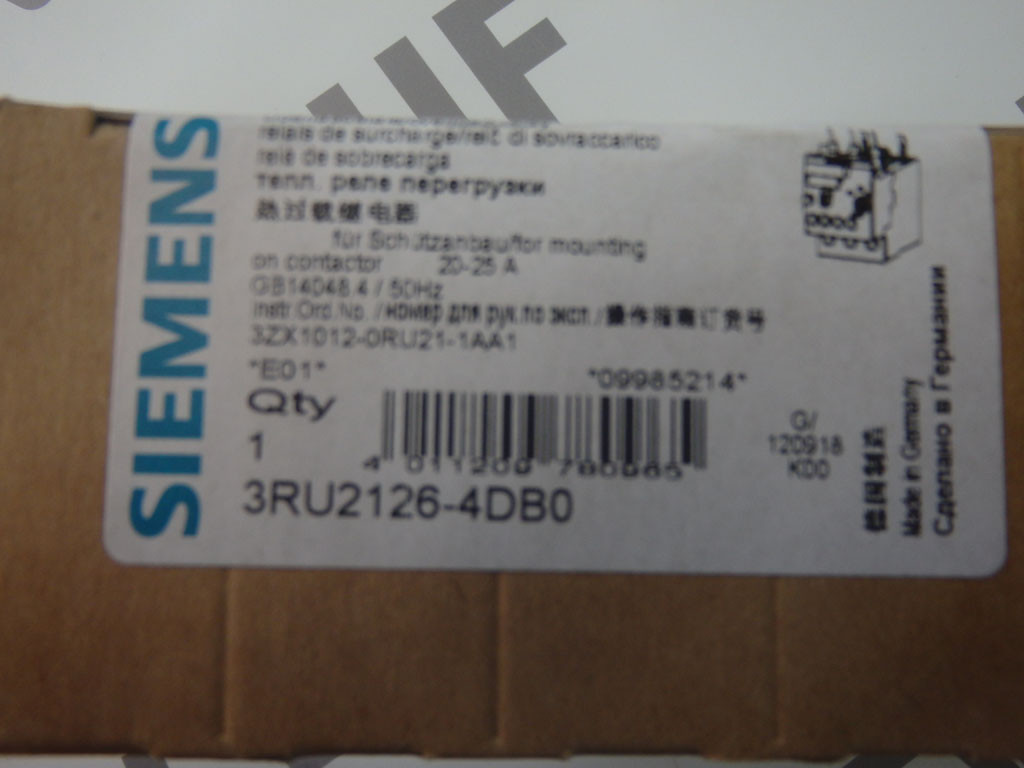 SIEMENS
relais de surcharge/relè di sovraccarico
relé de sobrecarga
тепл. реле перегрузки
热过载继电器
für Schützanbau/for mounting
on contactor 20-25 A
GB14048.4 / 50Hz
Instr.Ord.No. / номер для рук.по эксп. / 操作指南订货号
3ZX1012-0RU21-1AA1
*E01* *09985214*
Qty
1
4 011209 780965
3RU2126-4DB0
G/
120918
K00
德国制造
Made in Germany
Сделано в Германии